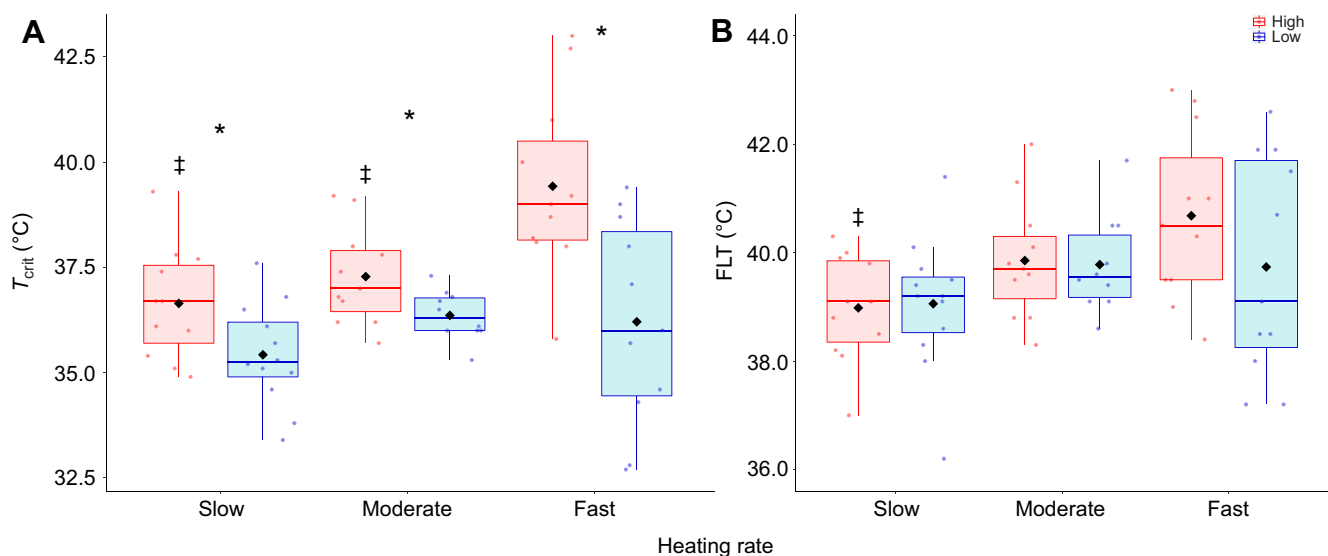 A
B
High
Low
*
*
*
‡
‡
‡
42.5
40.0
37.5
35.0
32.5
Tcrit (°C)
44.0
42.0
40.0
38.0
36.0
FLT (°C)
Slow Moderate Fast
Slow Moderate Fast
Heating rate